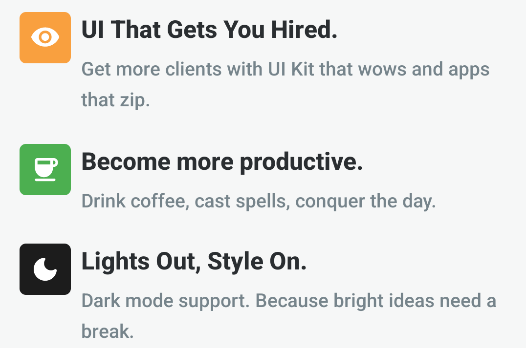 UI That Gets You Hired.
Get more clients with UI Kit that wows and apps
that zip.
Become more productive.
Drink coffee, cast spells, conquer the day.
Lights Out, Style On.
Dark mode support. Because bright ideas need a
break.